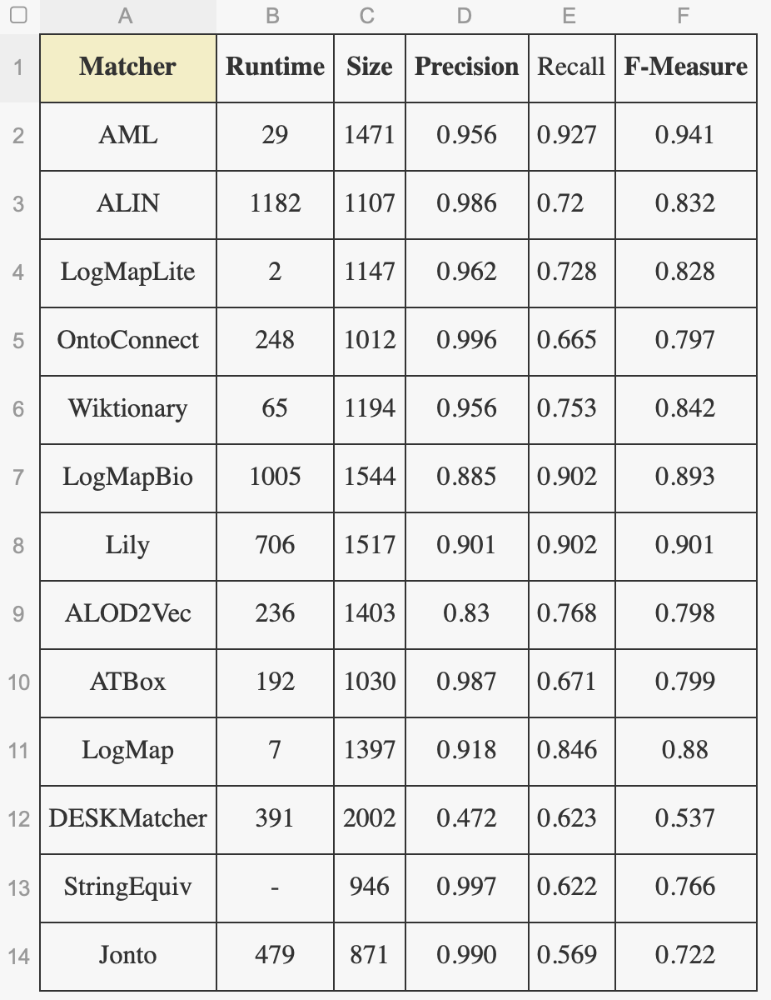 A B C D E F
1 Matcher Runtime Size Precision Recall F-Measure
2 AML 29 1471 0.956 0.927 0.941
3 ALIN 1182 1107 0.986 0.72 0.832
4 LogMapLite 2 1147 0.962 0.728 0.828
5 OntoConnect 248 1012 0.996 0.665 0.797
6 Wiktionary 65 1194 0.956 0.753 0.842
7 LogMapBio 1005 1544 0.885 0.902 0.893
8 Lily 706 1517 0.901 0.902 0.901
9 ALOD2Vec 236 1403 0.83 0.768 0.798
10 ATBox 192 1030 0.987 0.671 0.799
11 LogMap 7 1397 0.918 0.846 0.88
12 DESKMatcher 391 2002 0.472 0.623 0.537
13 StringEquiv - 946 0.997 0.622 0.766
14 Jonto 479 871 0.990 0.569 0.722